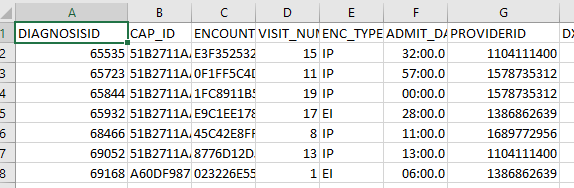 A B C D E F G
DIAGNOSISID CAP_ID ENCOUNT VISIT_NUM ENC_TYPE ADMIT_DA PROVIDERID DX
2 65535 51B2711A E3F352532 15 IP 32:00.0 1104111400
3 65723 51B2711A 0F1FF5C4D 11 IP 57:00.0 1578735312
4 65844 51B2711A 1FC8911B5 19 IP 00:00.0 1578735312
5 65932 51B2711A E9C1EE178 17 EI 28:00.0 1386862639
6 68466 51B2711A 45C42E8FF 8 IP 11:00.0 1689772956
7 69052 51B2711A 8776D12D 13 IP 13:00.0 1104111400
8 69168 A60DF987 023226E55 1 EI 06:00.0 1386862639